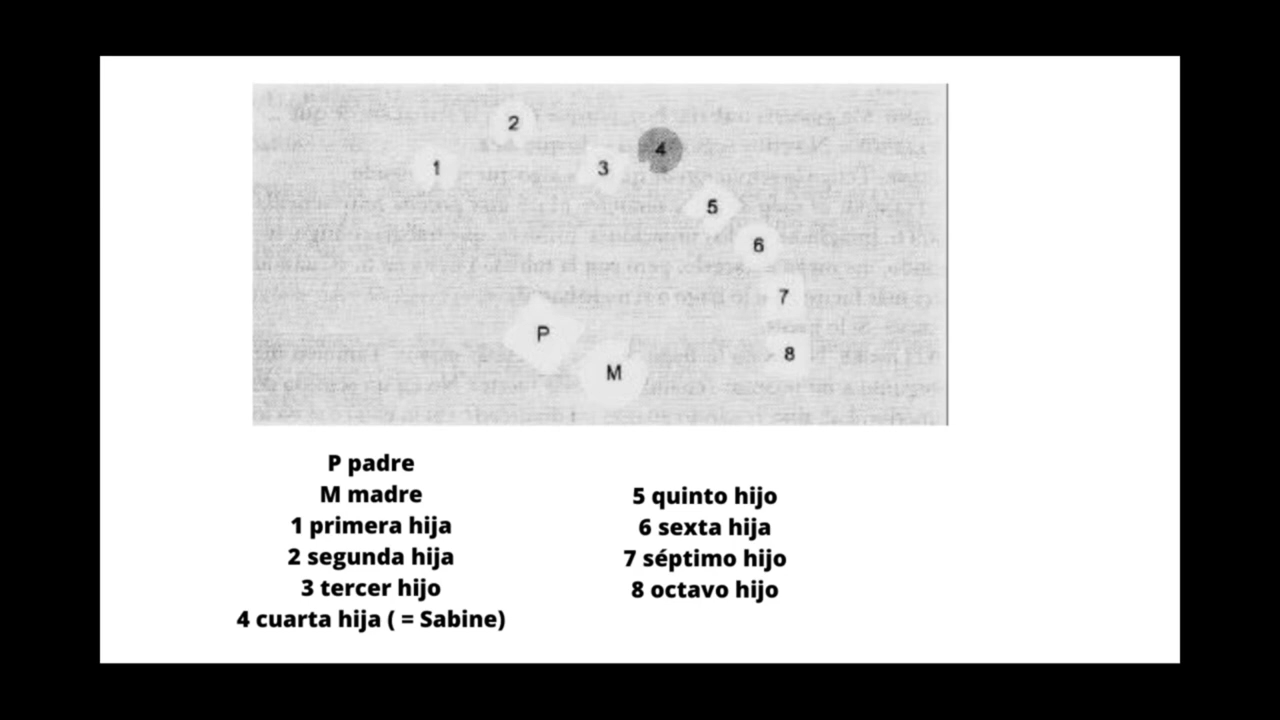 2
4
1
3
5
6
7
P
8
M
P padre
M madre
1 primera hija
2 segunda hija
3 tercer hijo
4 cuarta hija ( = Sabine)
5 quinto hijo
6 sexta hija
7 séptimo hijo
8 octavo hijo